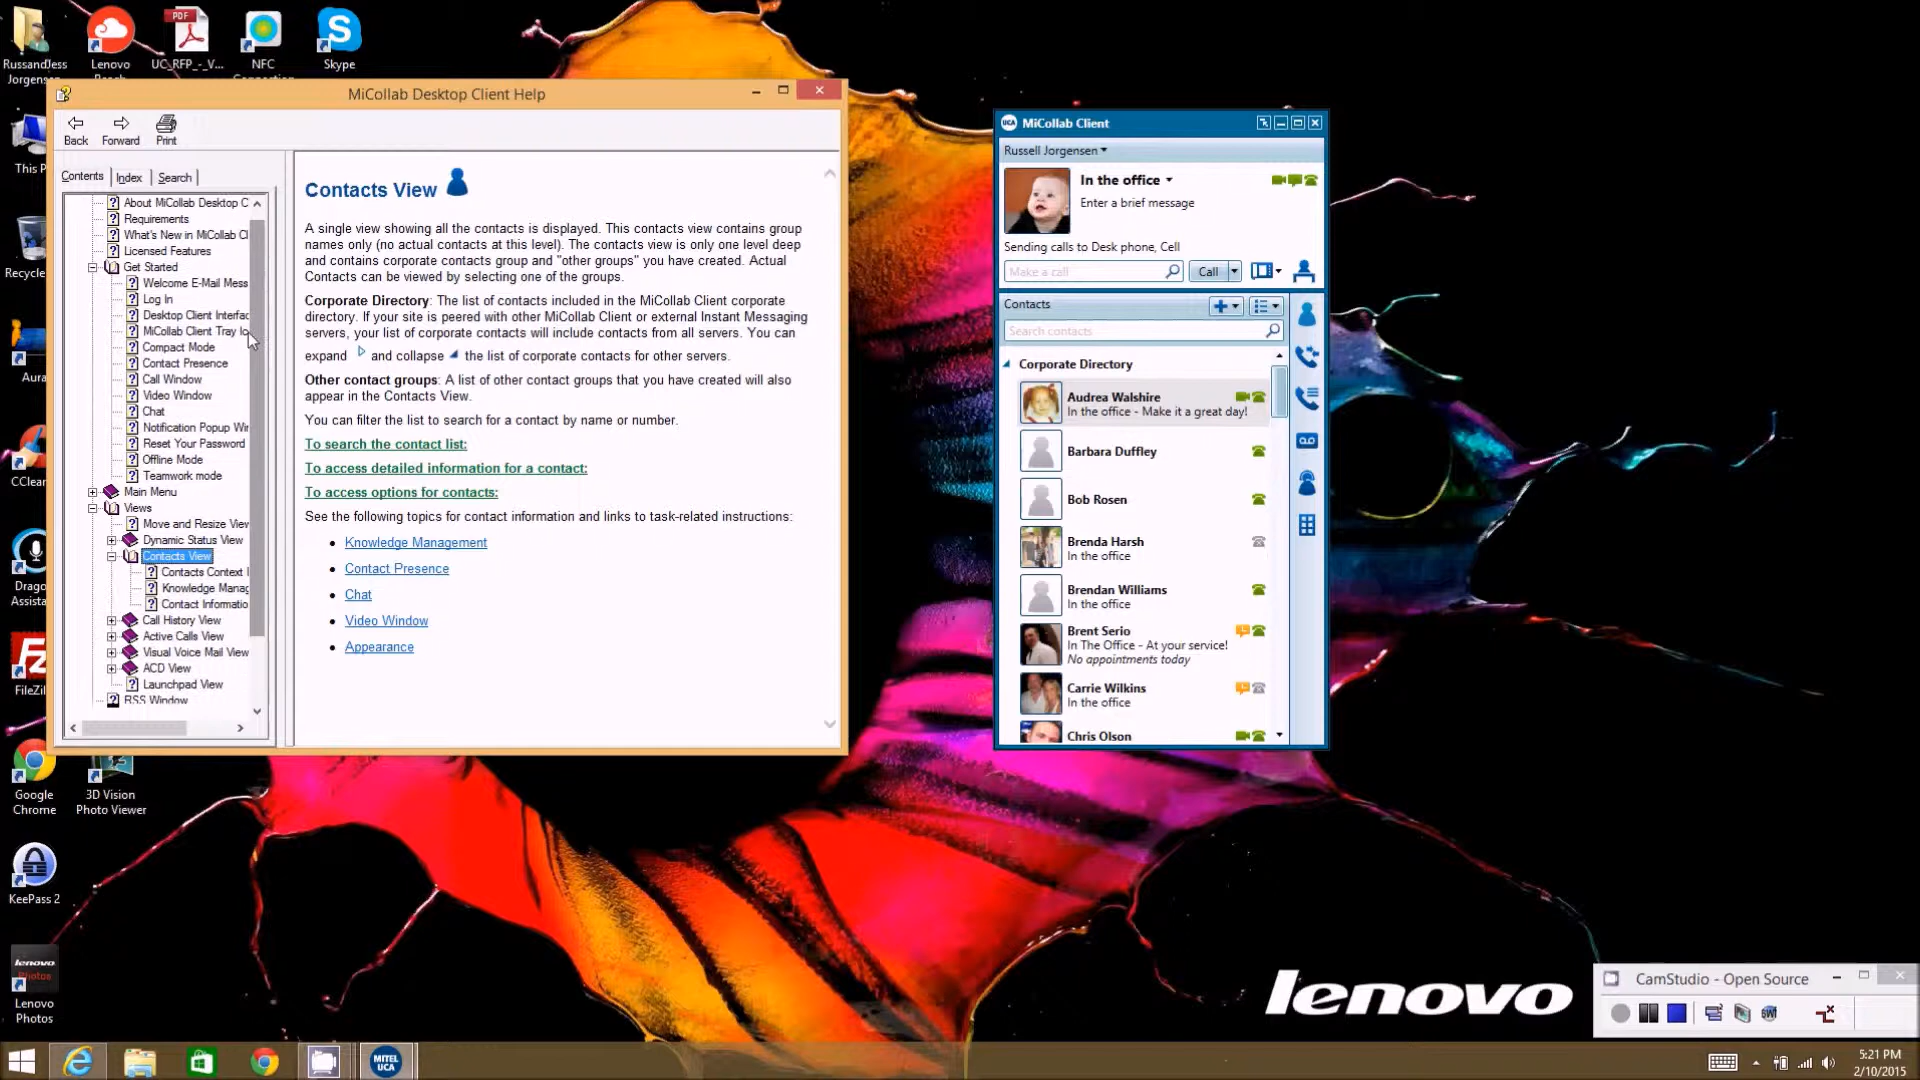 RussandJess
Jorgens...
Lenovo
UC_RFP_-_V...
NFC
Skype
This P
Recycle
Aura
CClear
Drago
Assista
FileZil
Google
Chrome
3D Vision
Photo Viewer
KeePass 2
lenovo
Photos
Lenovo
Photos
MiCollab Desktop Client Help
Back
Forward
Print
Contents
Index
Search
About MiCollab Desktop C
Requirements
What's New in MiCollab Cl
Licensed Features
Get Started
Welcome E-Mail Mess
Log In
Desktop Client Interfac
MiCollab Client Tray Ic
Compact Mode
Contact Presence
Call Window
Video Window
Chat
Notification Popup Wir
Reset Your Password
Offline Mode
Teamwork mode
Main Menu
Views
Move and Resize View
Dynamic Status View
Contacts View
Contacts Context I
Knowledge Manag
Contact Informatio
Call History View
Active Calls View
Visual Voice Mail View
ACD View
Launchpad View
RSS Window
Contacts View
A single view showing all the contacts is displayed. This contacts view contains group
names only (no actual contacts at this level). The contacts view is only one level deep
and contains corporate contacts group and "other groups" you have created. Actual
Contacts can be viewed by selecting one of the groups.
Corporate Directory: The list of contacts included in the MiCollab Client corporate
directory. If your site is peered with other MiCollab Client or external Instant Messaging
servers, your list of corporate contacts will include contacts from all servers. You can
expand and collapse the list of corporate contacts for other servers.
Other contact groups: A list of other contact groups that you have created will also
appear in the Contacts View.
You can filter the list to search for a contact by name or number.
To search the contact list:
To access detailed information for a contact:
To access options for contacts:
See the following topics for contact information and links to task-related instructions:
Knowledge Management
Contact Presence
Chat
Video Window
Appearance
UCA MiCollab Client
Russell Jorgensen
In the office
Enter a brief message
Sending calls to Desk phone, Cell
Make a call
Call
Contacts
Search contacts
Corporate Directory
Audrea Walshire
In the office - Make it a great day!
Barbara Duffley
Bob Rosen
Brenda Harsh
In the office
Brendan Williams
In the office
Brent Serio
In The Office - At your service!
No appointments today
Carrie Wilkins
In the office
Chris Olson
lenovo
CamStudio - Open Source
MITEL
UCA
5:21 PM
2/10/2015